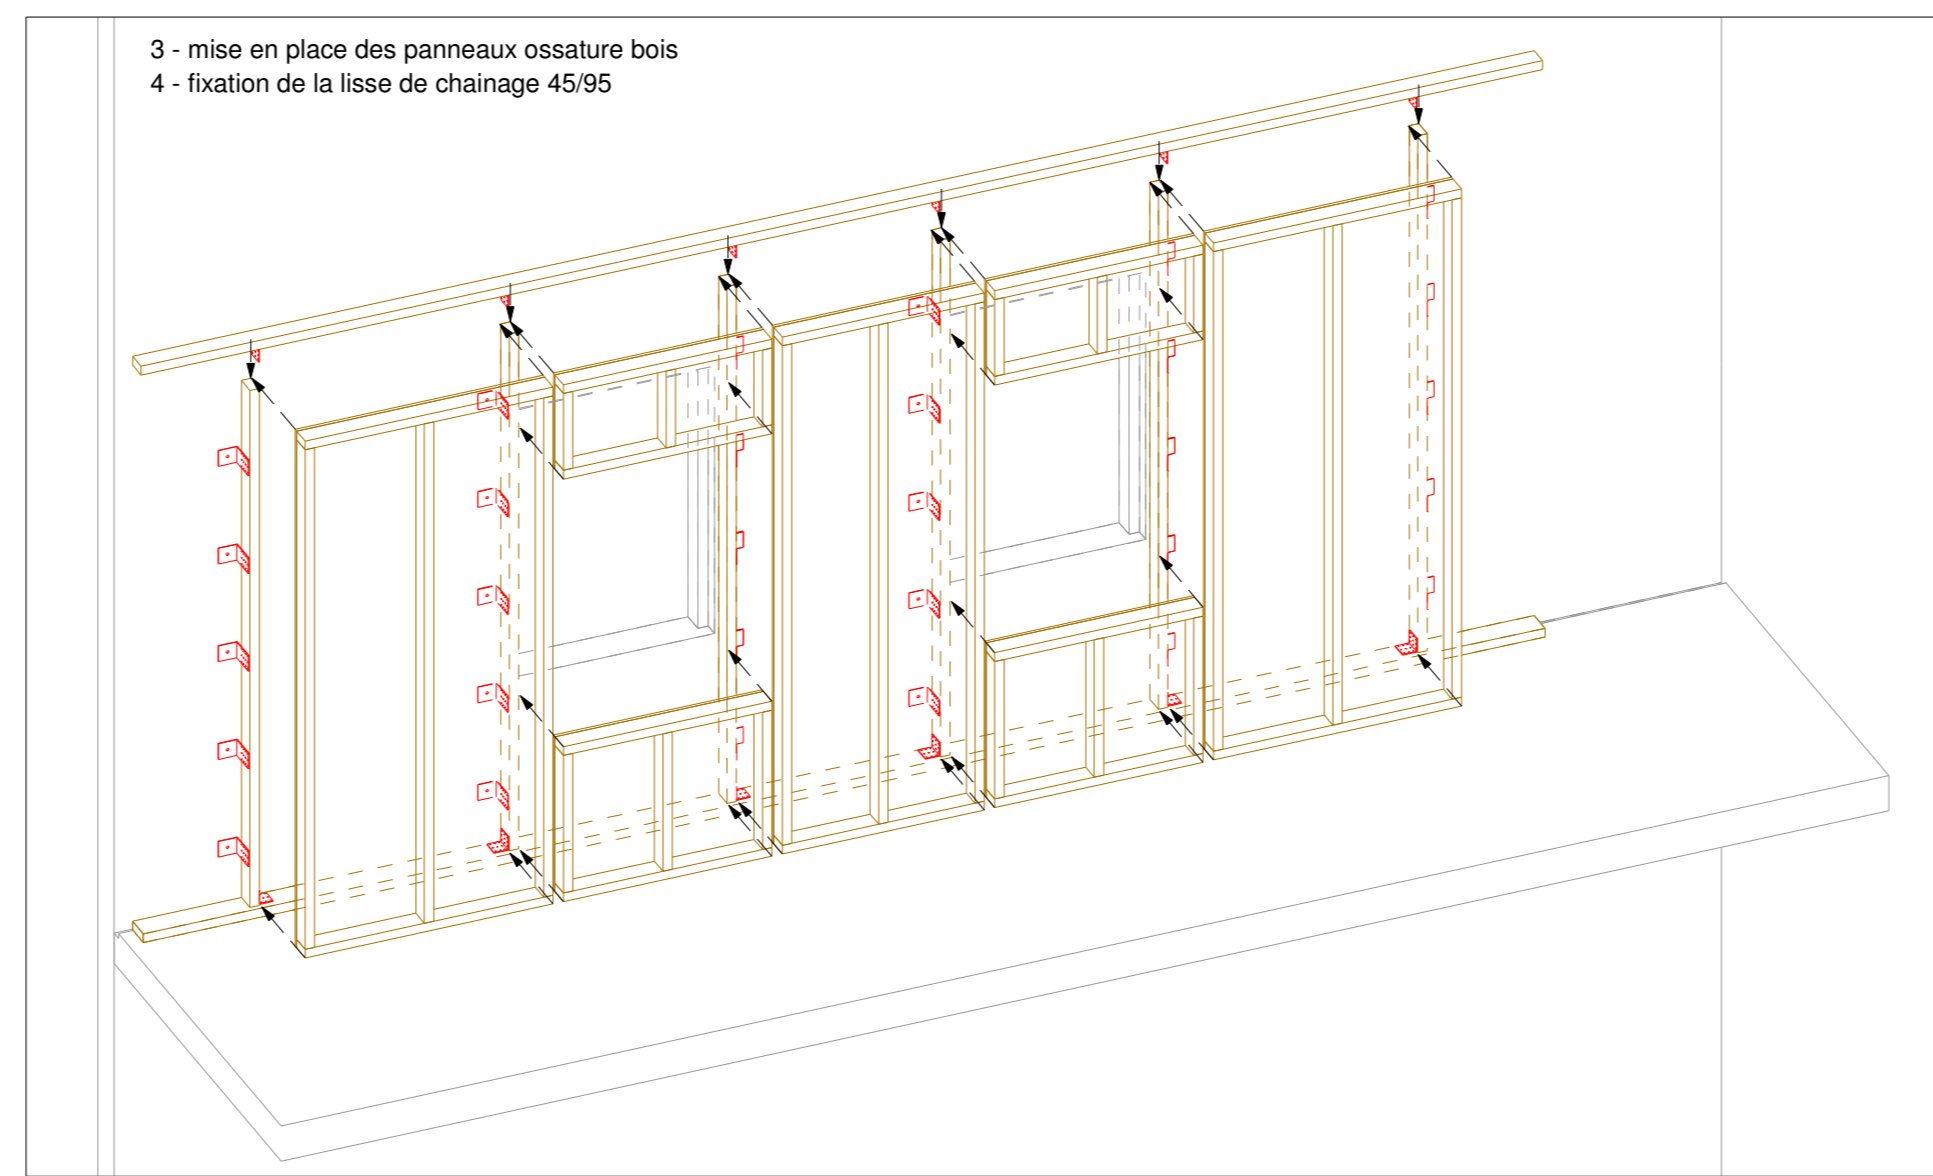 3 - mise en place des panneaux ossature bois
4 - fixation de la lisse de chainage 45/95